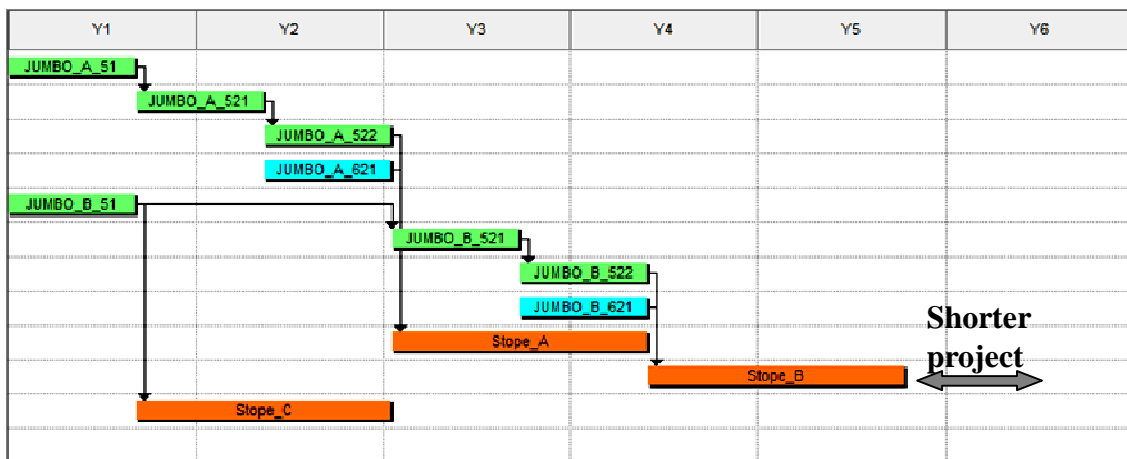 Y1 Y2 Y3 Y4 Y5 Y6
JUMBO_A_51
JUMBO_A_521
JUMBO_A_522
JUMBO_A_621
JUMBO_B_51
JUMBO_B_521
JUMBO_B_522
JUMBO_B_621
Shorter
Stope_A
project
Stope_B
Stope_C